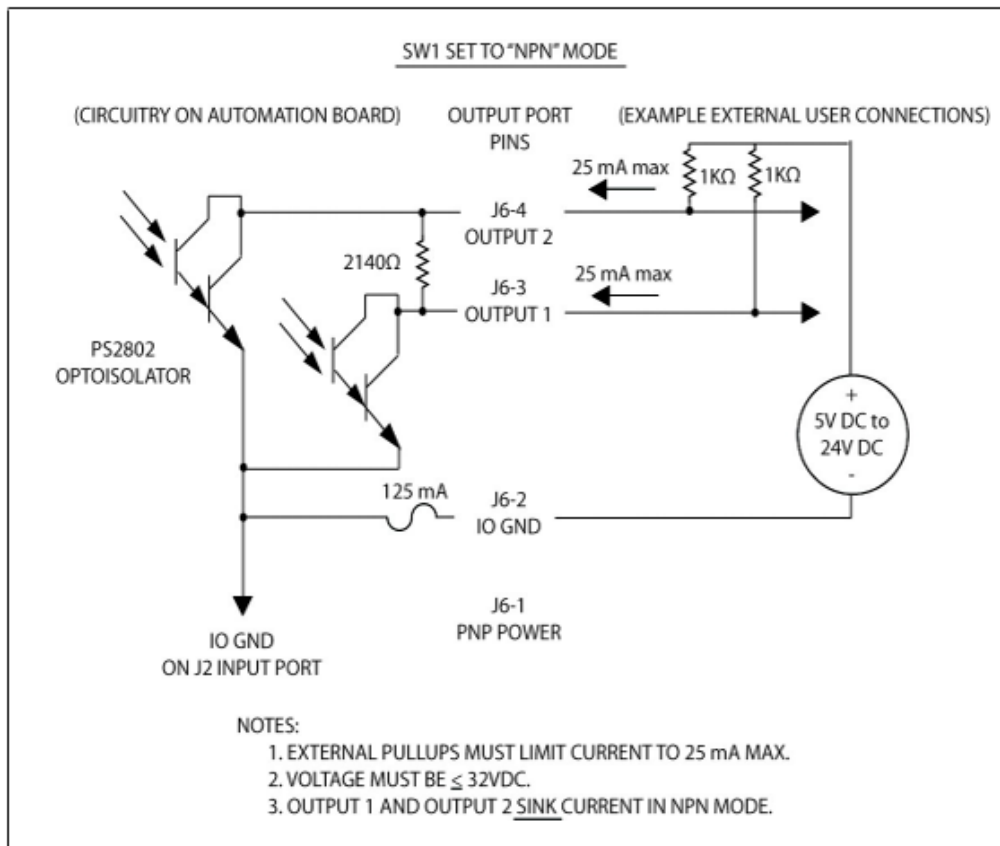 SW1 SET TO “NPN” MODE
(CIRCUITRY ON AUTOMATION BOARD)
OUTPUT PORT
PINS
(EXAMPLE EXTERNAL USER CONNECTIONS)
25 mA max
1KΩ
1KΩ
J6-4
OUTPUT 2
2140Ω
25 mA max
J6-3
OUTPUT 1
PS2802
OPTOISOLATOR
+
5V DC to
24V DC
-
125 mA
J6-2
IO GND
J6-1
PNP POWER
IO GND
ON J2 INPUT PORT
NOTES:
1. EXTERNAL PULLUPS MUST LIMIT CURRENT TO 25 mA MAX.
2. VOLTAGE MUST BE ≤ 32VDC.
3. OUTPUT 1 AND OUTPUT 2 SINK CURRENT IN NPN MODE.